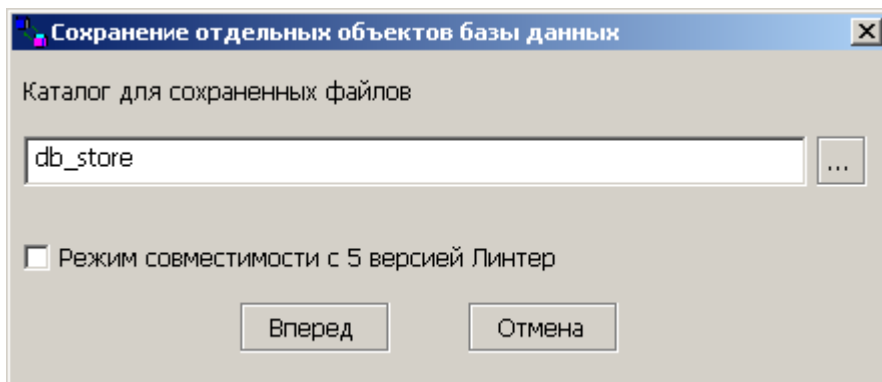 Сохранение отдельных объектов базы данных
Каталог для сохраненных файлов
db_store
...
Режим совместимости с 5 версией Линтер
Вперед Отмена